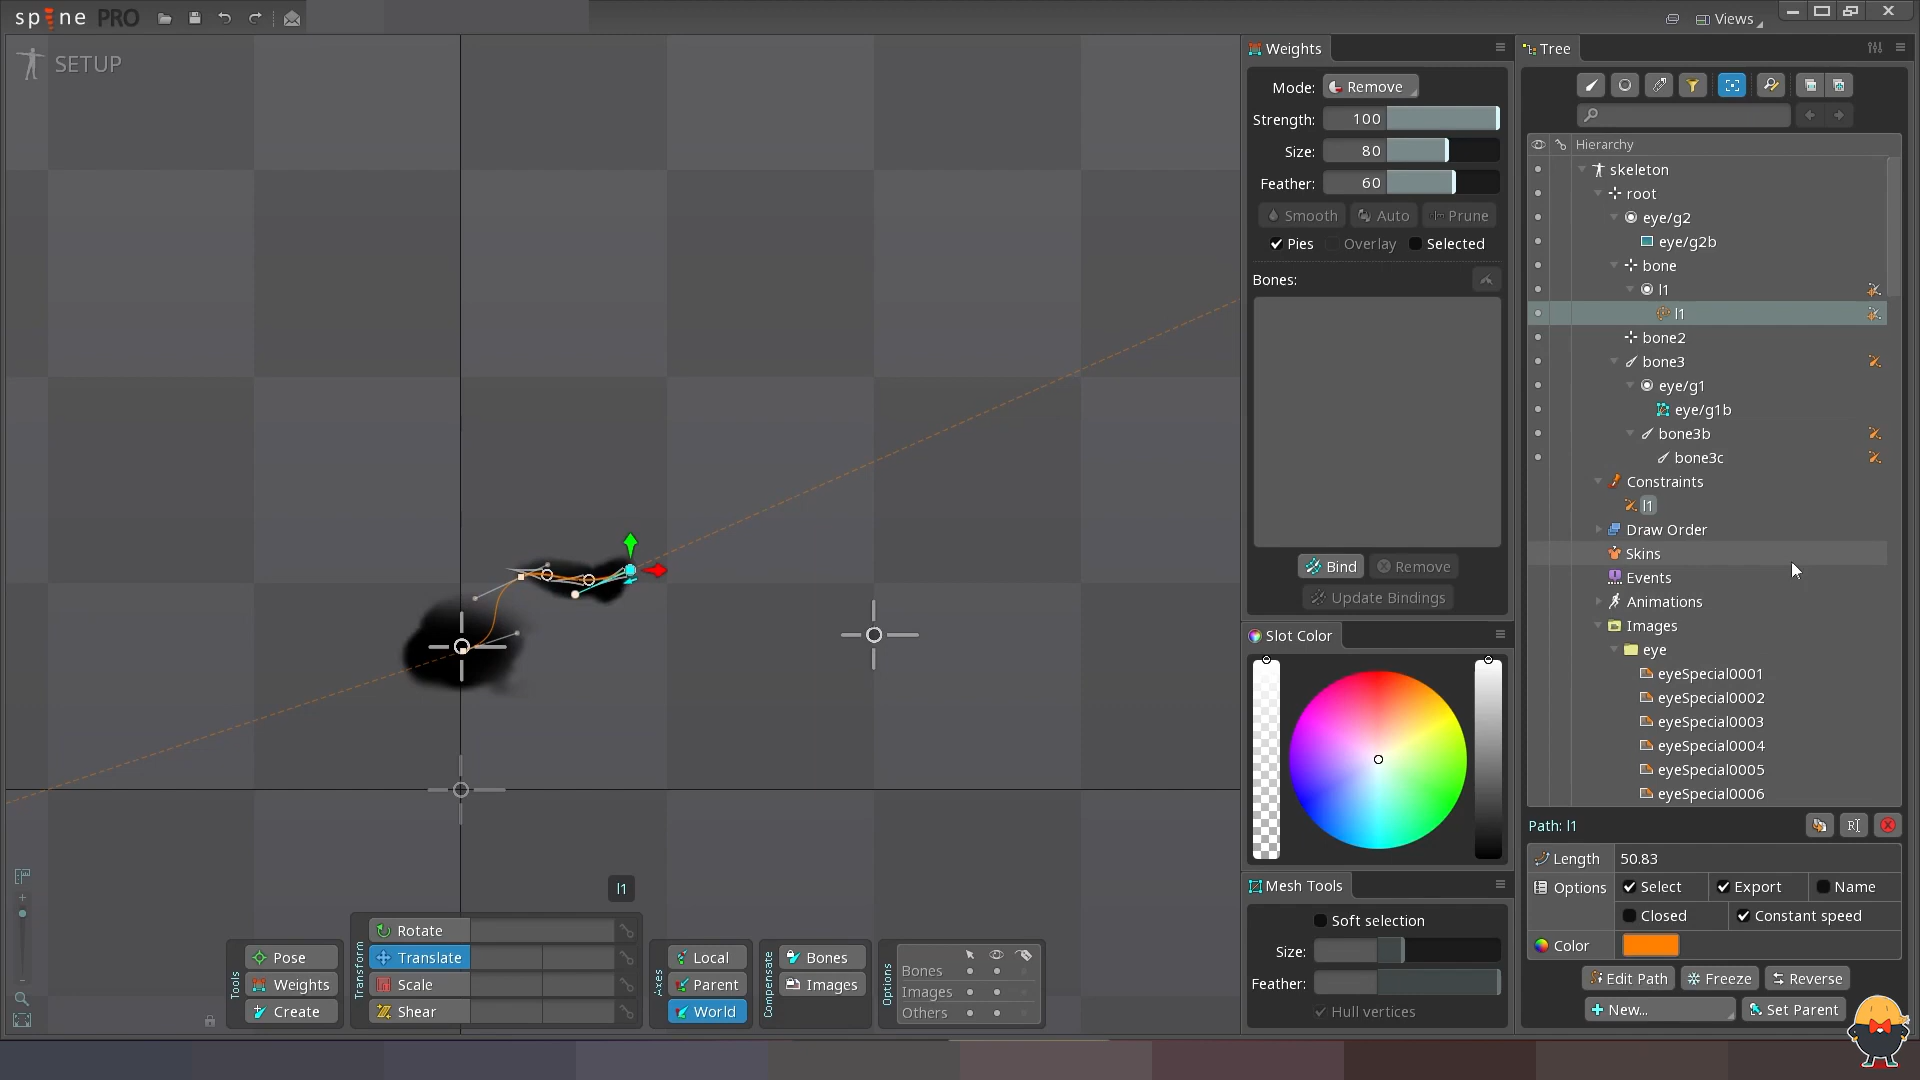 spine PRO
Views
SETUP
Weights
Mode: Remove
Strength: 100
Size: 80
Feather: 60
Smooth Auto Prune
Pies Overlay Selected
Bones:
Bind Remove
Update Bindings
Slot Color
Mesh Tools
Soft selection
Size:
Feather:
Hull vertices
Tree
Hierarchy
skeleton
root
eye/g2
eye/g2b
bone
l1
l1
bone2
bone3
eye/g1
eye/g1b
bone3b
bone3c
Constraints
l1
Draw Order
Skins
Events
Animations
Images
eye
eyeSpecial0001
eyeSpecial0002
eyeSpecial0003
eyeSpecial0004
eyeSpecial0005
eyeSpecial0006
Path: l1
Length 50.83
Options Select Export Name
Closed Constant speed
Color
Edit Path Freeze Reverse
New... Set Parent
l1
Tools
Pose
Weights
Create
Transform
Rotate
Translate
Scale
Shear
Axes
Local
Parent
World
Compensate
Bones
Images
Options
Bones
Images
Others